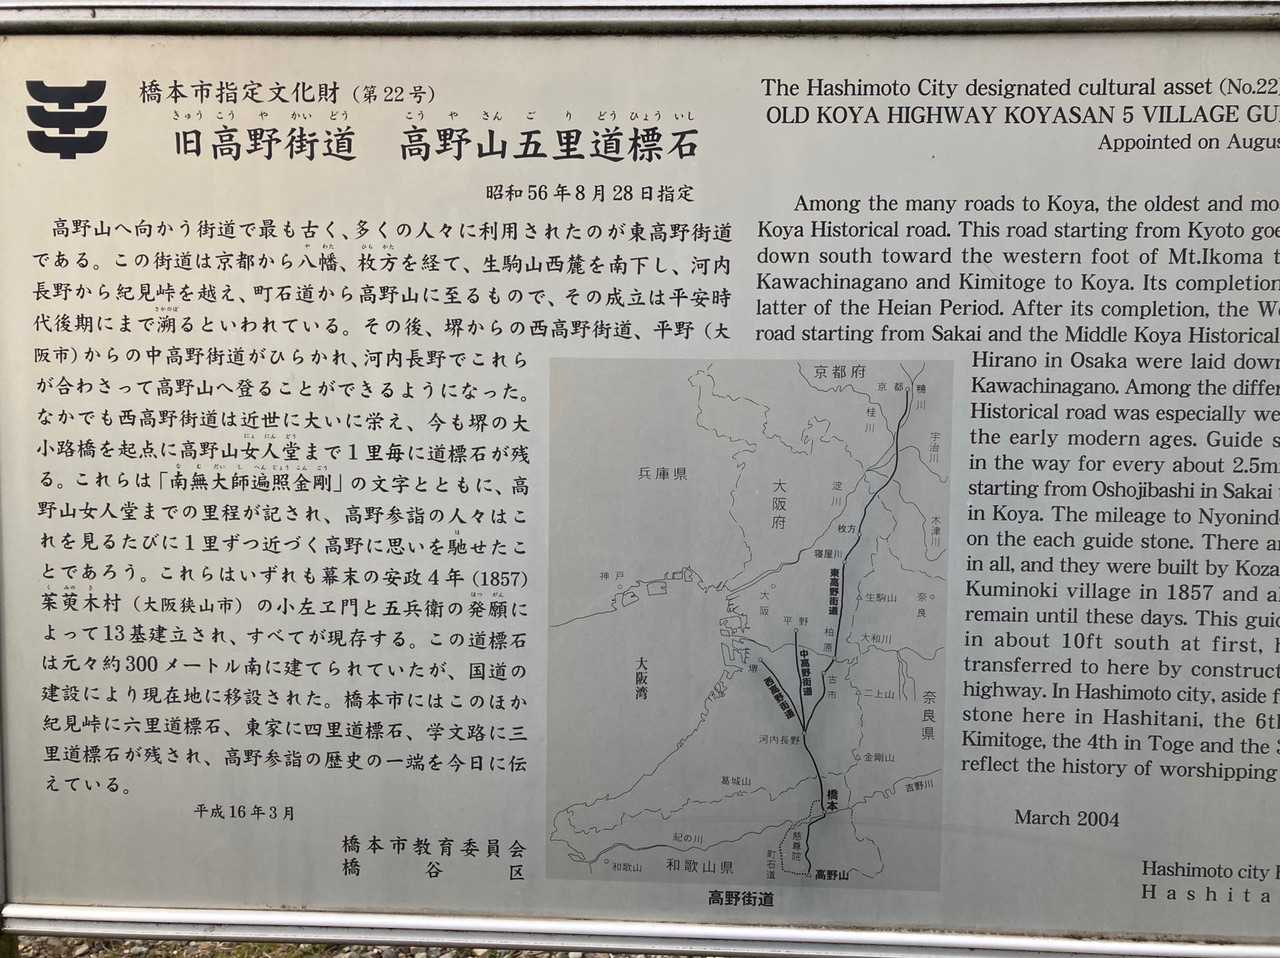 橋本市指定文化財（第22号）
きゅう こう や かい どう　こう や さん ご り どう ひょう いし
旧高野街道　高野山五里道標石
昭和56年8月28日指定
高野山へ向かう街道で最も古く、多くの人々に利用されたのが東高野街道
である。この街道は京都から八幡、枚方を経て、生駒山西麓を南下し、河内
長野から紀見峠を越え、町石道から高野山に至るもので、その成立は平安時
代後期にまで溯るといわれている。その後、堺からの西高野街道、平野（大
阪市）からの中高野街道がひらかれ、河内長野でこれら
が合わさって高野山へ登ることができるようになった。
なかでも西高野街道は近世に大いに栄え、今も堺の大
小路橋を起点に高野山女人堂まで1里毎に道標石が残
る。これらは「南無大師遍照金剛」の文字とともに、高
野山女人堂までの里程が記され、高野参詣の人々はこ
れを見るたびに1里ずつ近づく高野に思いを馳せたこ
とであろう。これらはいずれも幕末の安政4年（1857）
茱萸木村（大阪狭山市）の小左ヱ門と五兵衛の発願に
よって13基建立され、すべてが現存する。この道標石
は元々約300メートル南に建てられていたが、国道の
建設により現在地に移設された。橋本市にはこのほか
紀見峠に六里道標石、東家に四里道標石、学文路に三
里道標石が残され、高野参詣の歴史の一端を今日に伝
えている。
平成16年3月
橋本市教育委員会
橋谷区
The Hashimoto City designated cultural asset (No.22)
OLD KOYA HIGHWAY KOYASAN 5 VILLAGE GU
Appointed on Augus
Among the many roads to Koya, the oldest and mo
Koya Historical road. This road starting from Kyoto goe
down south toward the western foot of Mt.Ikoma t
Kawachinagano and Kimitoge to Koya. Its completion
latter of the Heian Period. After its completion, the We
road starting from Sakai and the Middle Koya Historical
Hirano in Osaka were laid down
Kawachinagano. Among the differ
Historical road was especially we
the early modern ages. Guide s
in the way for every about 2.5mi
starting from Oshojibashi in Sakai
in Koya. The mileage to Nyonind
on the each guide stone. There ar
in all, and they were built by Koza
Kuminoki village in 1857 and al
remain until these days. This guid
in about 10ft south at first, h
transferred to here by construct
highway. In Hashimoto city, aside f
stone here in Hashitani, the 6th
Kimitoge, the 4th in Toge and the 3
reflect the history of worshipping
March 2004
Hashimoto city
Hashita
京都府
京都
鴨川
桂川
宇治川
兵庫県
大阪府
淀川
木津川
枚方
寝屋川
神戸
東高野街道
生駒山
奈良
大阪
平野
柏原
大和川
大阪湾
堺
中高野街道
西高野街道
古市
二上山
奈良県
河内長野
金剛山
葛城山
吉野川
橋本
紀の川
慈尊院
町石道
和歌山
和歌山県
高野山
高野街道